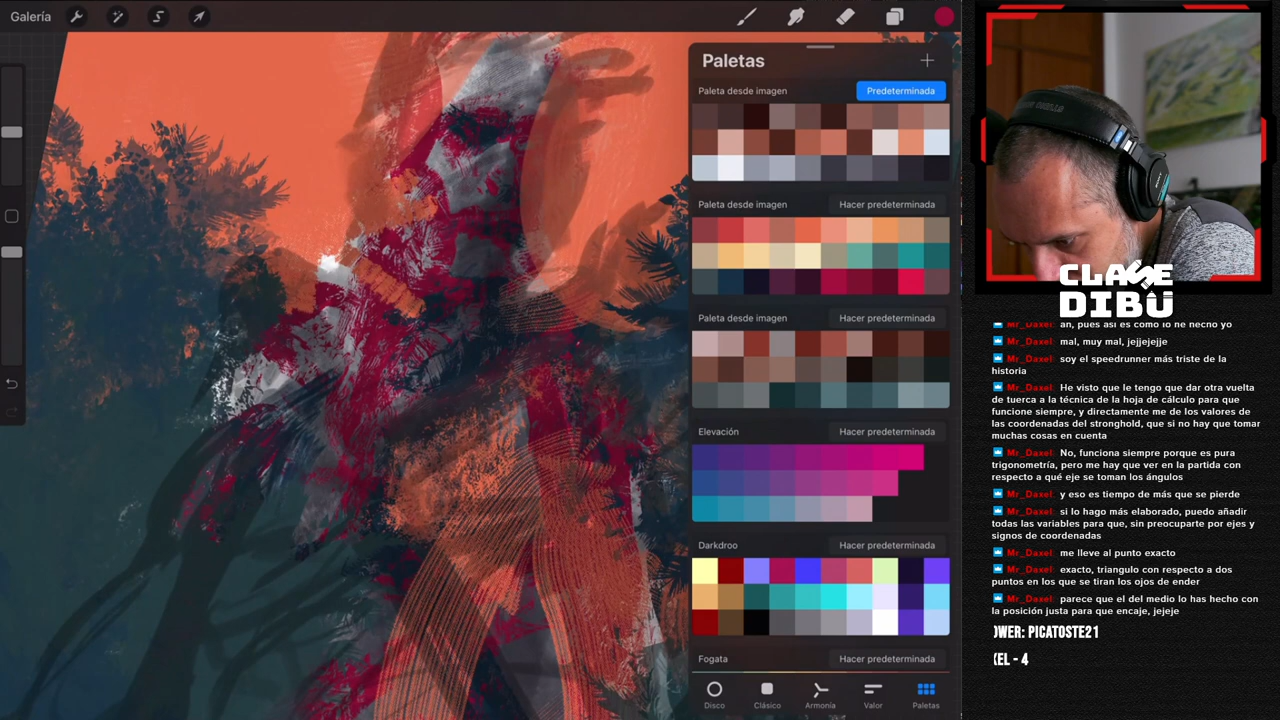 Galería
Paletas
Paleta desde imagen
Predeterminada
Paleta desde imagen
Hacer predeterminada
Paleta desde imagen
Hacer predeterminada
Elevación
Hacer predeterminada
Darkdroo
Hacer predeterminada
Fogata
Hacer predeterminada
Disco
Clásico
Armonía
Valor
Paletas
CLASE
DIBU
Mr_Daxel: ah, pues así es como lo he hecho yo
Mr_Daxel: mal, muy mal, jejjejejje
Mr_Daxel: soy el speedrunner más triste de la
historia
Mr_Daxel: He visto que le tengo que dar otra vuelta
de tuerca a la técnica de la hoja de cálculo para que
funcione siempre, y directamente me de los valores de
las coordenadas del stronghold, que si no hay que tomar
muchas cosas en cuenta
Mr_Daxel: No, funciona siempre porque es pura
trigonometría, pero me hay que ver en la partida con
respecto a qué eje se toman los ángulos
Mr_Daxel: y eso es tiempo de más que se pierde
Mr_Daxel: si lo hago más elaborado, puedo añadir
todas las variables para que, sin preocuparte por ejes y
signos de coordenadas
Mr_Daxel: me lleve al punto exacto
Mr_Daxel: exacto, triangulo con respecto a dos
puntos en los que se tiran los ojos de ender
Mr_Daxel: parece que el del medio lo has hecho con
la posición justa para que encaje, jejeje
OWER: PICATOSTE21
XEL - 4